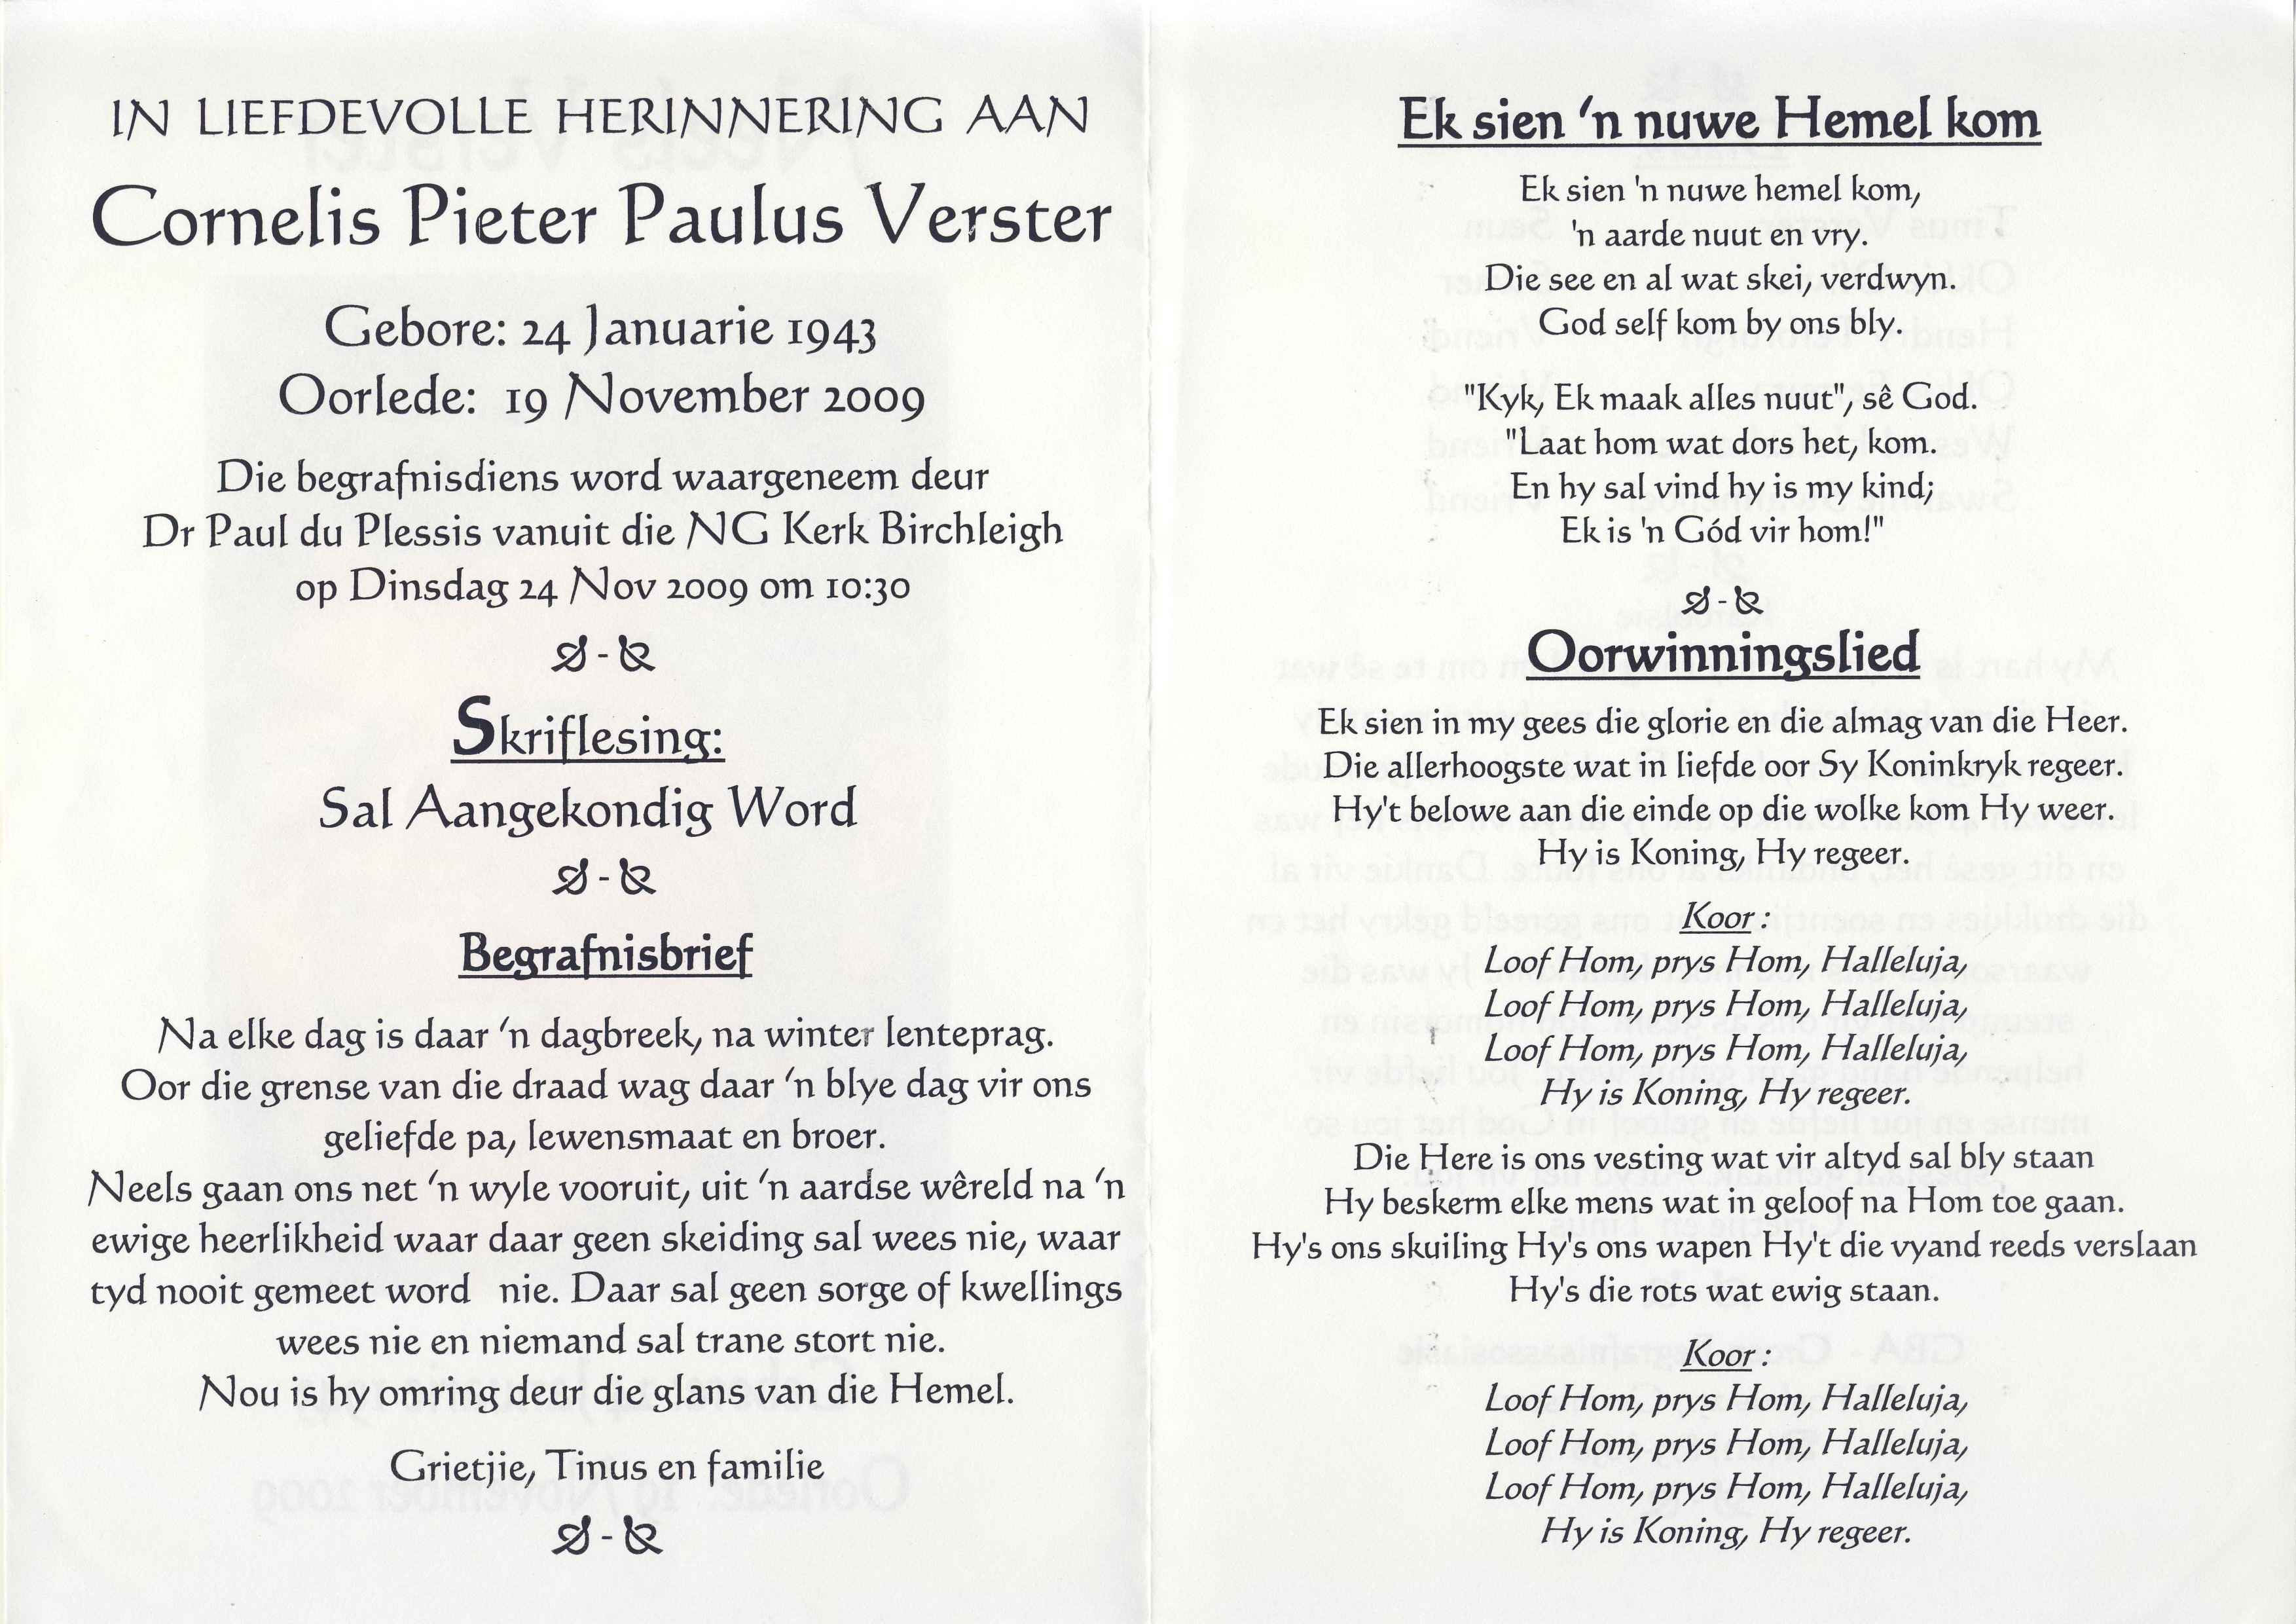 IN LIEFDEVOLLE HERINNERING AAN
Cornelis Pieter Paulus Verster
Gebore: 24 Januarie 1943
Oorlede: 19 November 2009
Die begrafnisdiens word waargeneem deur
Dr Paul du Plessis vanuit die NG Kerk Birchleigh
op Dinsdag 24 Nov 2009 om 10:30
Skriflesing:
Sal Aangekondig Word
Begrafnisbrief
Na elke dag is daar 'n dagbreek, na winter lenteprag.
Oor die grense van die draad wag daar 'n blye dag vir ons
geliefde pa, lewensmaat en broer.
Neels gaan ons net 'n wyle vooruit, uit 'n aardse wêreld na 'n
ewige heerlikheid waar daar geen skeiding sal wees nie, waar
tyd nooit gemeet word nie. Daar sal geen sorge of kwellings
wees nie en niemand sal trane stort nie.
Nou is hy omring deur die glans van die Hemel.
Grietjie, Tinus en familie
Ek sien 'n nuwe Hemel kom
Ek sien 'n nuwe hemel kom,
'n aarde nuut en vry.
Die see en al wat skei, verdwyn.
God self kom by ons bly.
"Kyk, Ek maak alles nuut", sê God.
"Laat hom wat dors het, kom.
En hy sal vind hy is my kind;
Ek is 'n Gód vir hom!"
Oorwinningslied
Ek sien in my gees die glorie en die almag van die Heer.
Die allerhoogste wat in liefde oor Sy Koninkryk regeer.
Hy't belowe aan die einde op die wolke kom Hy weer.
Hy is Koning, Hy regeer.
Koor :
Loof Hom, prys Hom, Halleluja,
Loof Hom, prys Hom, Halleluja,
Loof Hom, prys Hom, Halleluja,
Hy is Koning, Hy regeer.
Die Here is ons vesting wat vir altyd sal bly staan
Hy beskerm elke mens wat in geloof na Hom toe gaan.
Hy's ons skuiling Hy's ons wapen Hy't die vyand reeds verslaan
Hy's die rots wat ewig staan.
Koor :
Loof Hom, prys Hom, Halleluja,
Loof Hom, prys Hom, Halleluja,
Loof Hom, prys Hom, Halleluja,
Hy is Koning, Hy regeer.